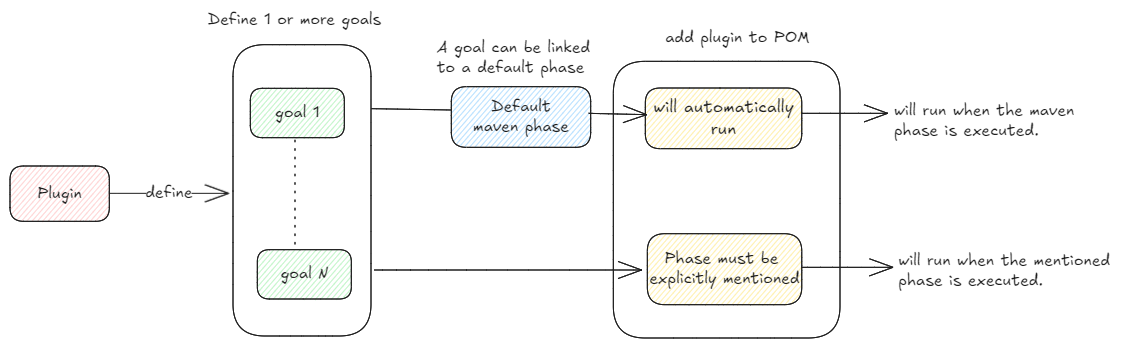 Define 1 or more goals
A goal can be linked
to a default phase
add plugin to POM
goal 1
Default
maven phase
will automatically
run
will run when the maven
phase is executed.
Plugin
define
goal N
Phase must be
explicitly mentioned
will run when the mentioned
phase is executed.